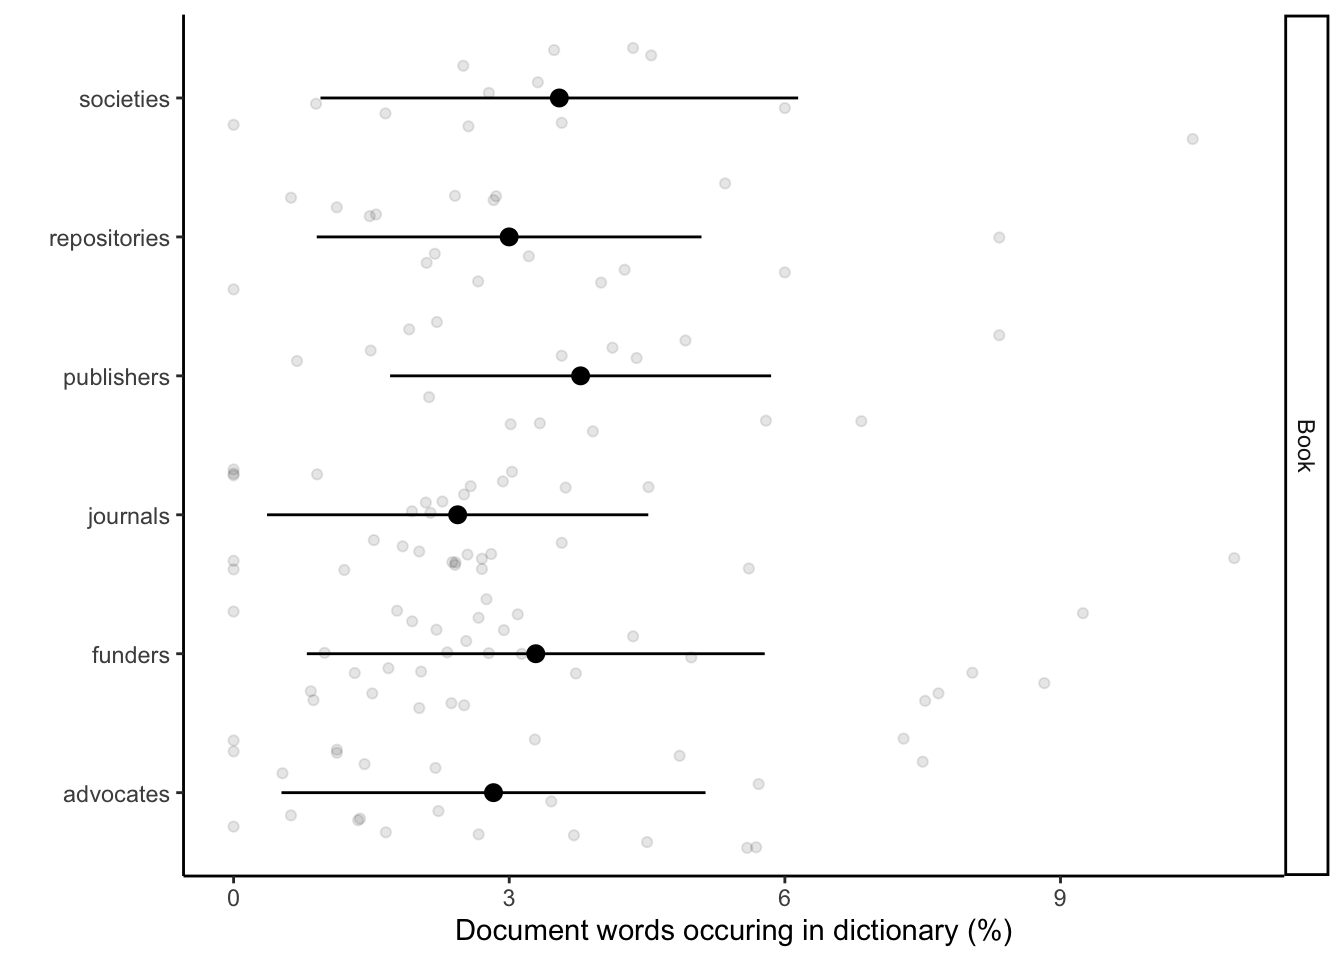 societies
repositories
publishers
journals
funders
advocates
0 3 6 9
Document words occuring in dictionary (%)
Book